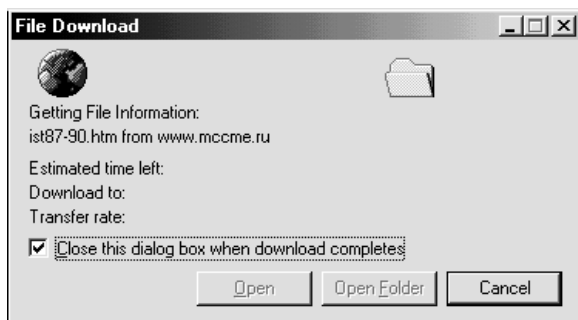 File Download
Getting File Information:
ist87-90.htm from www.mccme.ru
Estimated time left:
Download to:
Transfer rate:
Close this dialog box when download completes
Open
Open Folder
Cancel